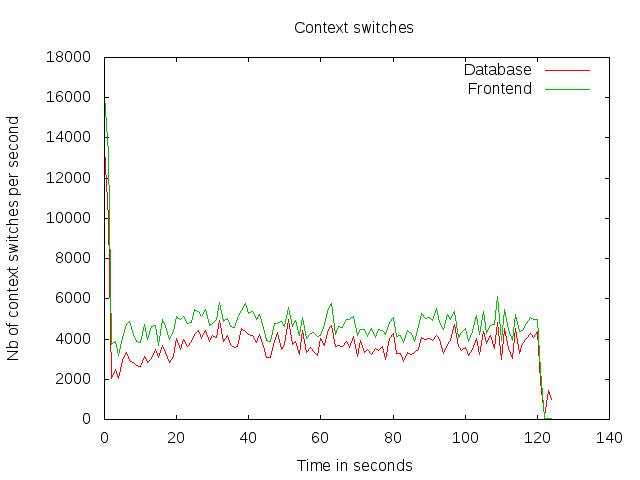 Context switches
Nb of context switches per second
18000
16000
14000
12000
10000
8000
6000
4000
2000
0
Database
Frontend
0 20 40 60 80 100 120 140
Time in seconds